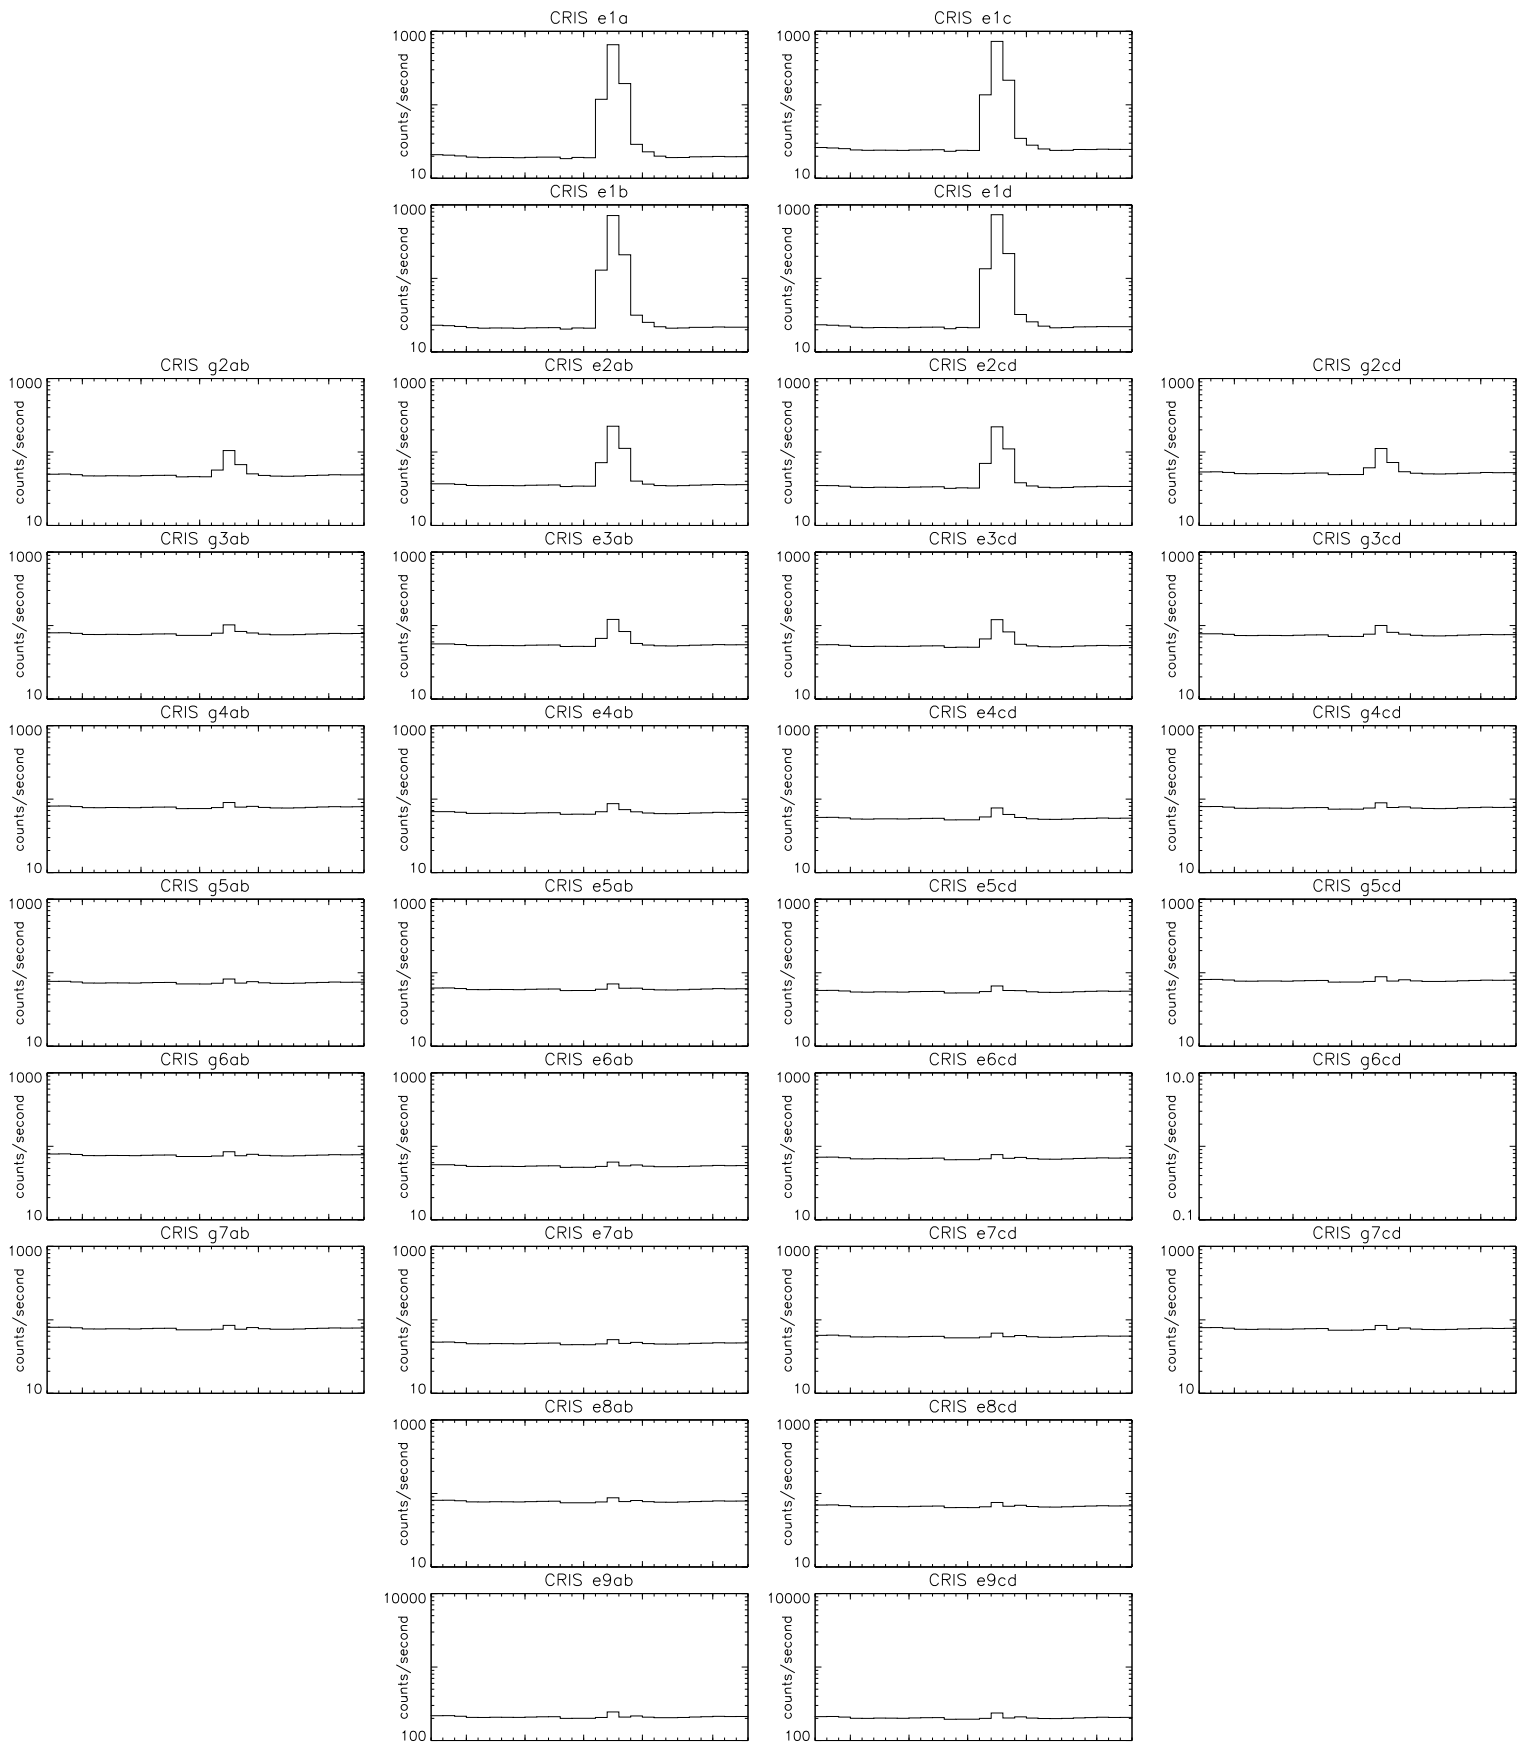 CRIS e1a
1000
counts/second
10
CRIS e1c
1000
counts/second
10
CRIS e1b
1000
counts/second
10
CRIS e1d
1000
counts/second
10
CRIS g2ab
1000
counts/second
10
CRIS e2ab
1000
counts/second
10
CRIS e2cd
1000
counts/second
10
CRIS g2cd
1000
counts/second
10
CRIS g3ab
1000
counts/second
10
CRIS e3ab
1000
counts/second
10
CRIS e3cd
1000
counts/second
10
CRIS g3cd
1000
counts/second
10
CRIS g4ab
1000
counts/second
10
CRIS e4ab
1000
counts/second
10
CRIS e4cd
1000
counts/second
10
CRIS g4cd
1000
counts/second
10
CRIS g5ab
1000
counts/second
10
CRIS e5ab
1000
counts/second
10
CRIS e5cd
1000
counts/second
10
CRIS g5cd
1000
counts/second
10
CRIS g6ab
1000
counts/second
10
CRIS e6ab
1000
counts/second
10
CRIS e6cd
1000
counts/second
10
CRIS g6cd
10.0
counts/second
0.1
CRIS g7ab
1000
counts/second
10
CRIS e7ab
1000
counts/second
10
CRIS e7cd
1000
counts/second
10
CRIS g7cd
1000
counts/second
10
CRIS e8ab
1000
counts/second
10
CRIS e8cd
1000
counts/second
10
CRIS e9ab
10000
counts/second
100
CRIS e9cd
10000
counts/second
100